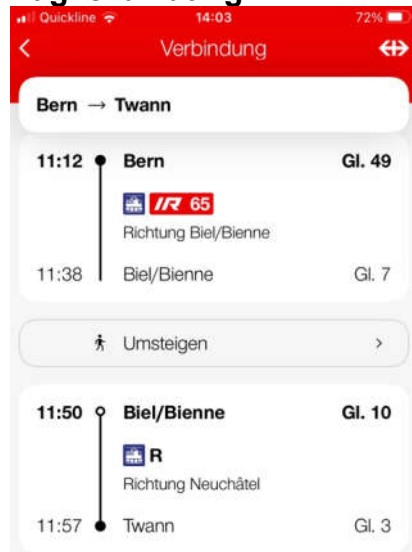 Quickline 14:03 72%
Verbindung
Bern → Twann
11:12 Bern Gl. 49
IR 65
Richtung Biel/Bienne
11:38 Biel/Bienne Gl. 7
Umsteigen
11:50 Biel/Bienne Gl. 10
R
Richtung Neuchâtel
11:57 Twann Gl. 3